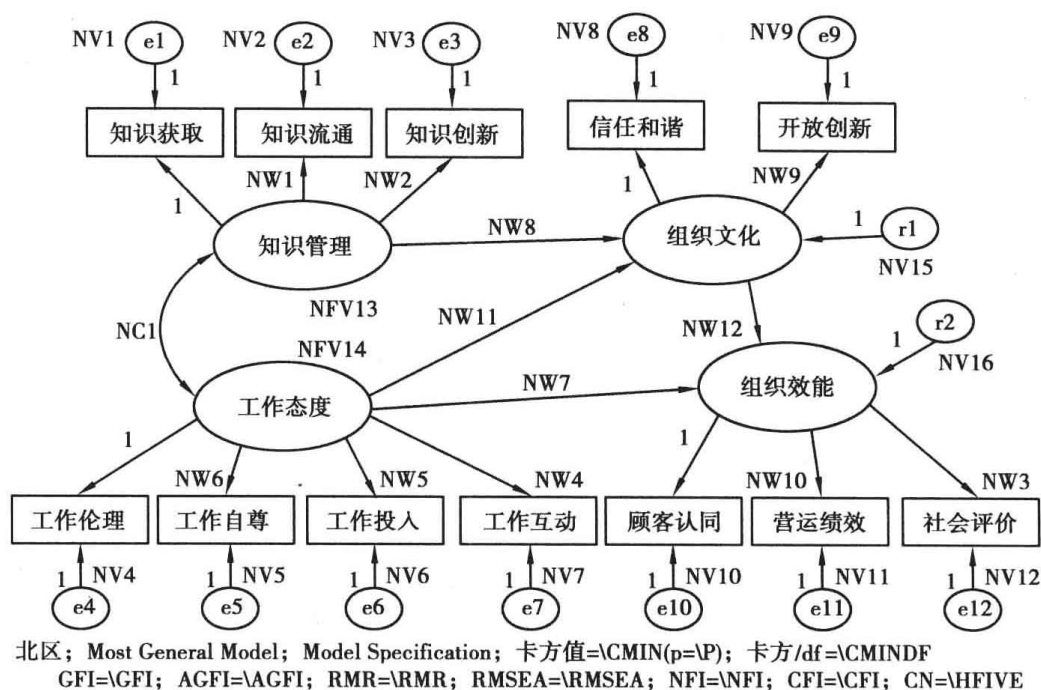 NV1 e1 NV2 e2 NV3 e3 NV8 e8 NV9 e9
1 1 1 1 1
知识获取 知识流通 知识创新 信任和谐 开放创新
1 NW1 NW2 1 NW9
知识管理 NW8 组织文化 1 r1
NV15
NFV13
NC1 NW11 NW12 r2
NFV14 1 NV16
工作态度 NW7 组织效能
1 NW6 NW5 NW4 1 NW10 NW3
工作伦理 工作自尊 工作投入 工作互动 顾客认同 营运绩效 社会评价
1 NV4 1 NV5 1 NV6 1 NV7 1 NV10 1 NV11 1 NV12
e4 e5 e6 e7 e10 e11 e12
北区; Most General Model; Model Specification; 卡方值=\CMIN(p=\P); 卡方/df=\CMINDF
GFI=\GFI; AGFI=\AGFI; RMR=\RMR; RMSEA=\RMSEA; NFI=\NFI; CFI=\CFI; CN=\HFIVE